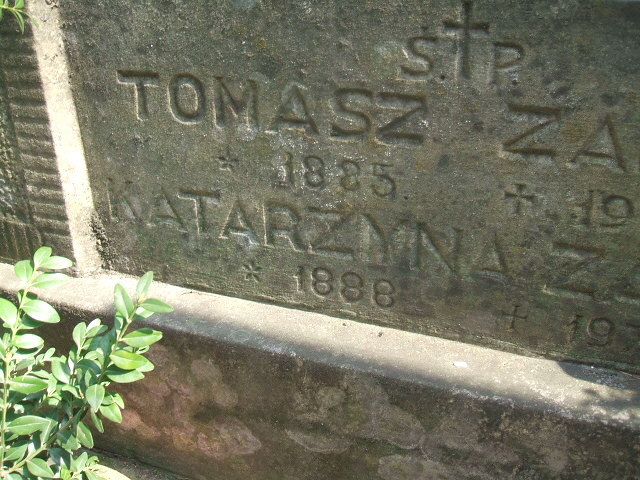 Ś. † P.
TOMASZ ZA
* 1885 + 19
KATARZYNA Z
* 1888 + 19